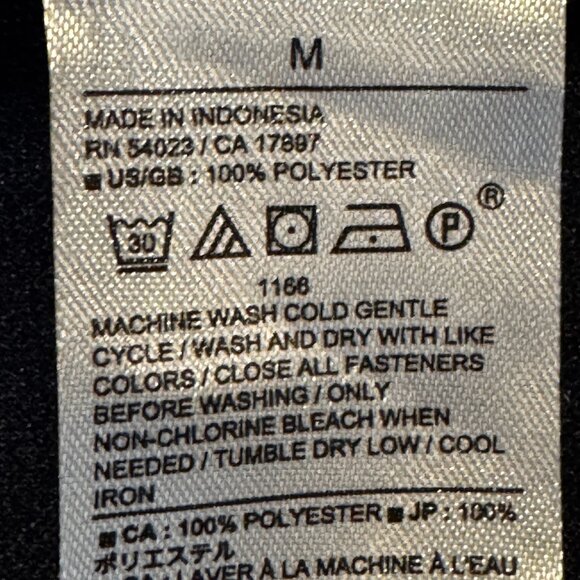 M
MADE IN INDONESIA
RN 54023 / CA 17897
■ US/GB : 100% POLYESTER
30 P ®
1166
MACHINE WASH COLD GENTLE
CYCLE / WASH AND DRY WITH LIKE
COLORS / CLOSE ALL FASTENERS
BEFORE WASHING / ONLY
NON-CHLORINE BLEACH WHEN
NEEDED / TUMBLE DRY LOW / COOL
IRON
■ CA : 100% POLYESTER ■ JP : 100%
ポリエステル
LAVER À LA MACHINE À L'EAU